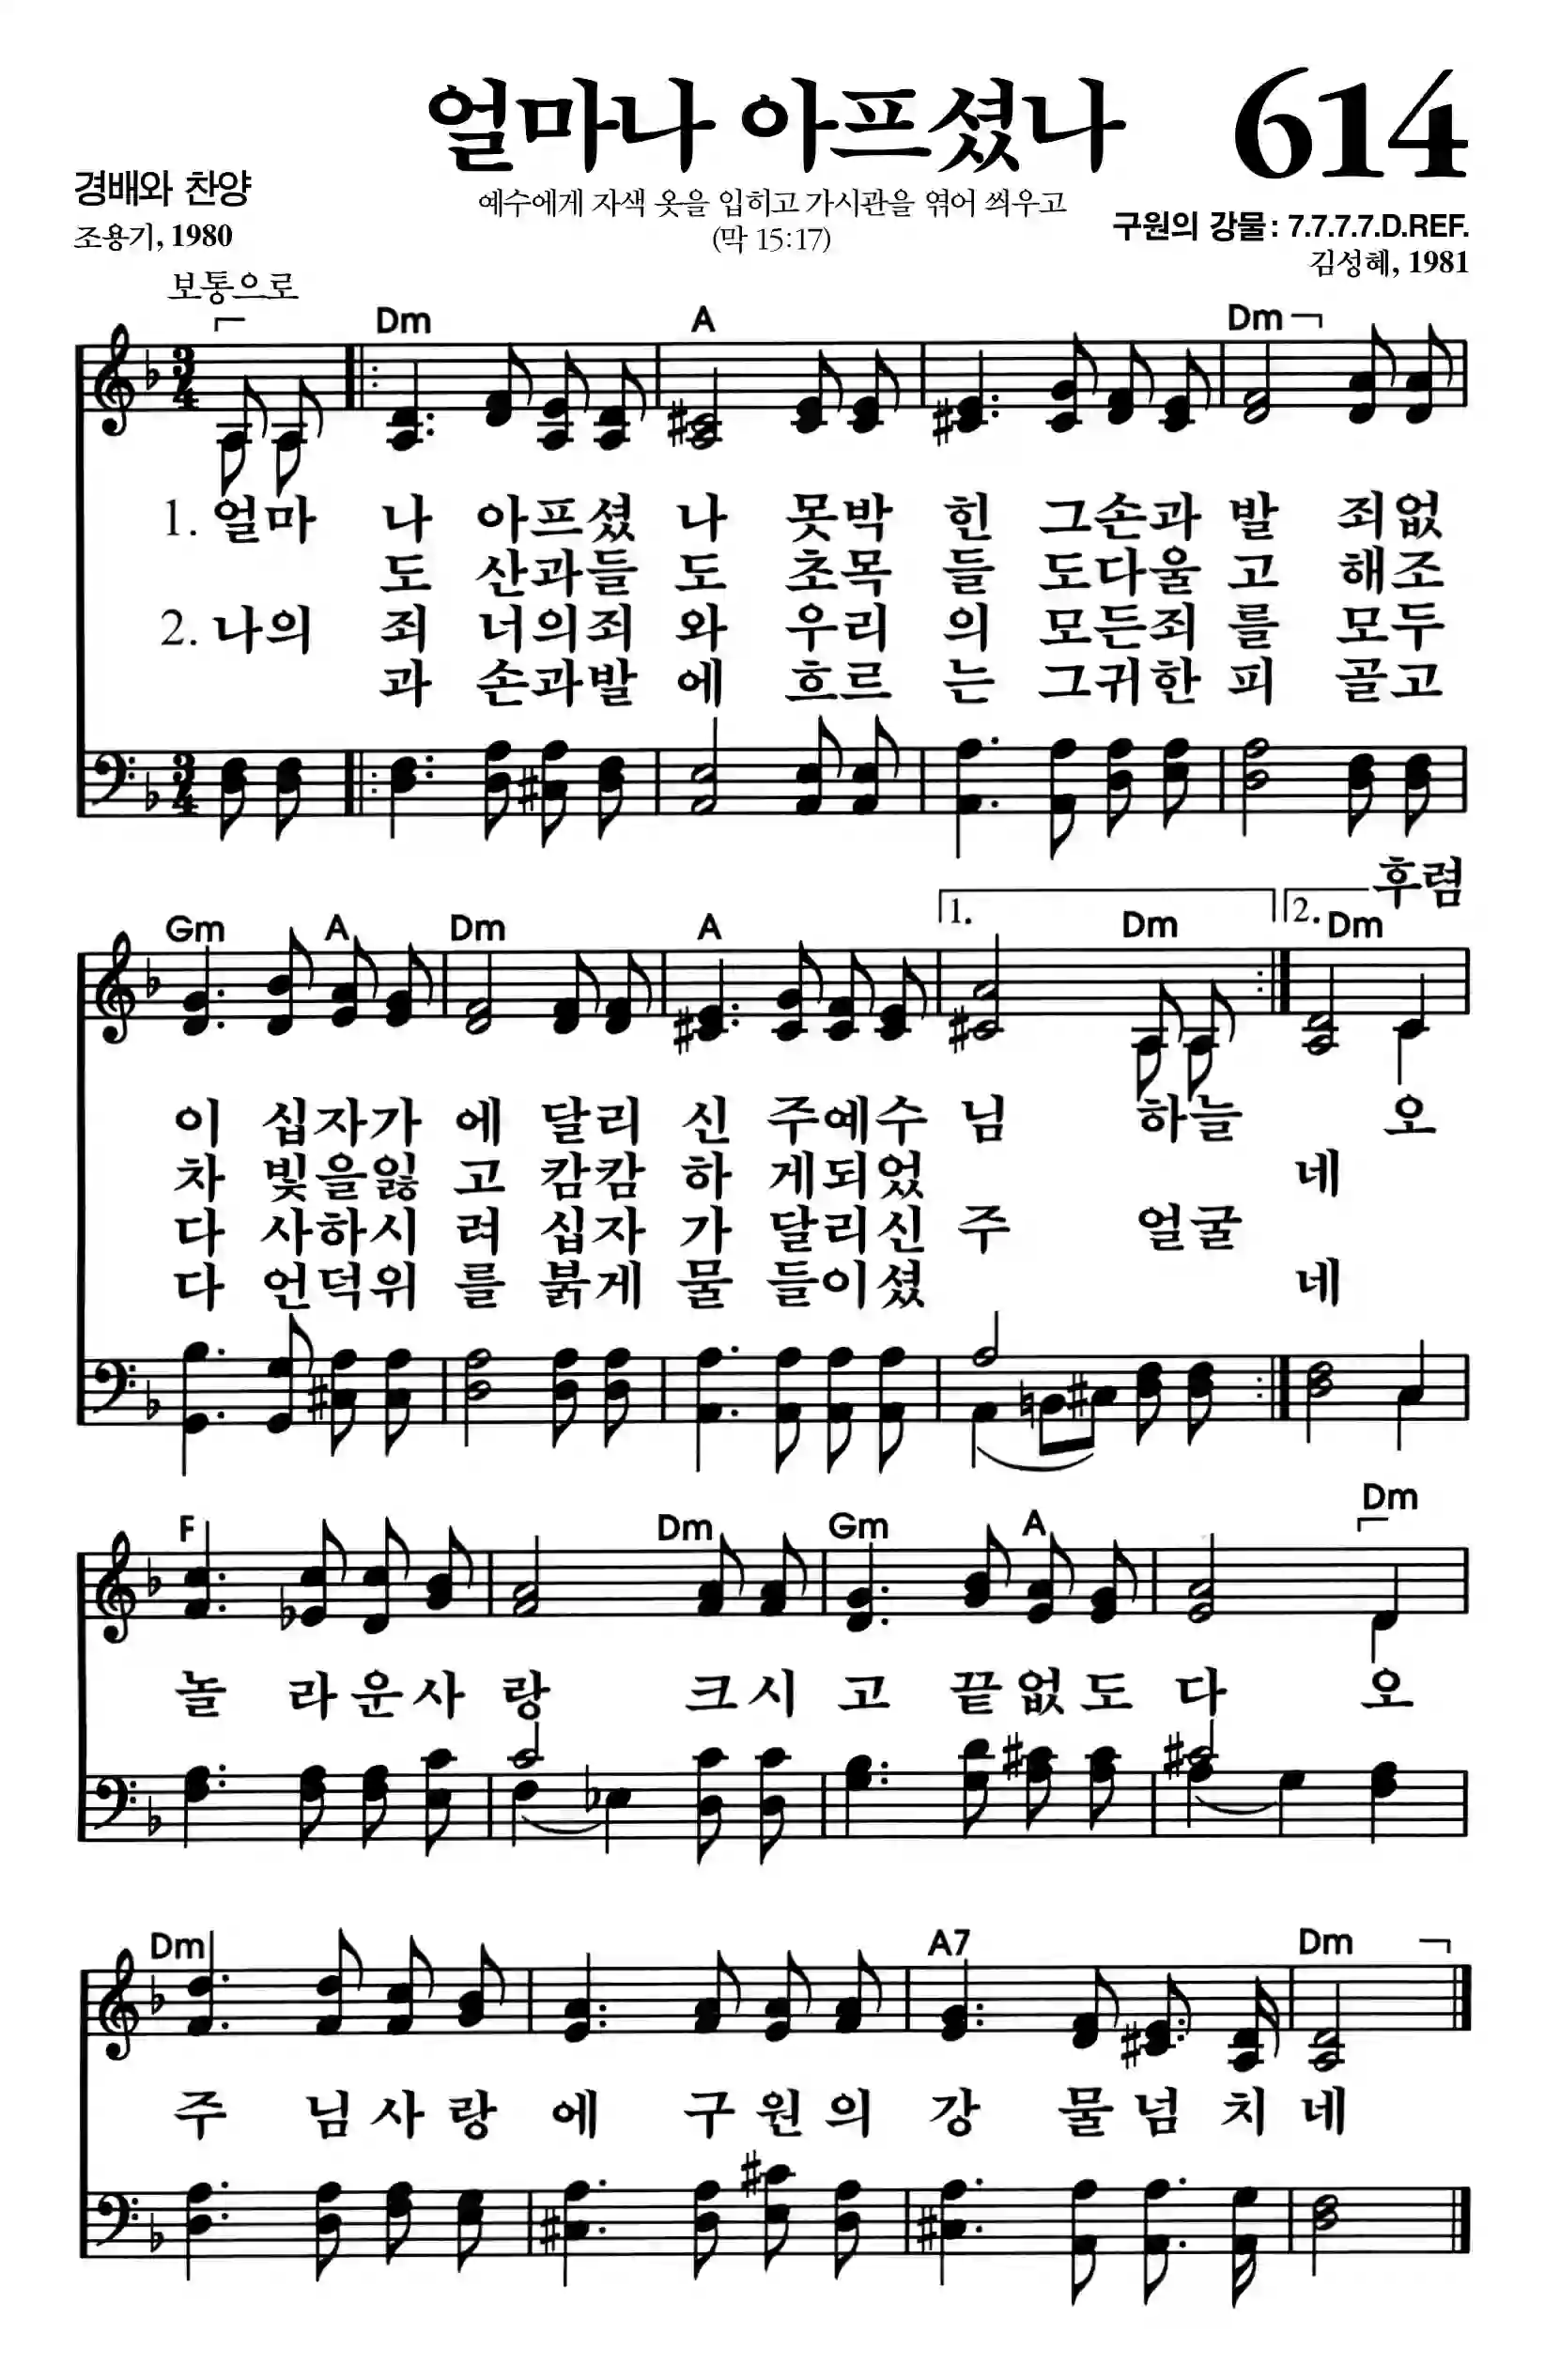 얼마나 아프셨나 614
경배와 찬양
예수에게 자색 옷을 입히고 가시관을 엮어 씌우고
조용기, 1980
(막 15:17)
구원의 강물: 7.7.7.7.D.REF.
김성혜, 1981
보통으로
Dm A Dm
1. 얼마 나 아프셨 나 못박 힌 그손과 발 죄없
도 산과들 도 초목 들 도다울 고 해조
2. 나의 죄 너의죄 와 우리 의 모든죄 를 모두
과 손과발 에 흐르 는 그귀한 피 골고
후렴
Gm A Dm A 1. Dm 2. Dm
이 십자가 에 달리 신 주예수 님 하늘 오
차 빛을잃 고 캄캄 하 게되었 네
다 사하시 려 십자 가 달리신 주 얼굴
다 언덕위 를 붉게 물 들이셨 네
F Dm Gm A Dm
놀 라운사 랑 크시 고 끝없도 다 오
Dm A7 Dm
주 님사랑 에 구원의 강 물넘치 네